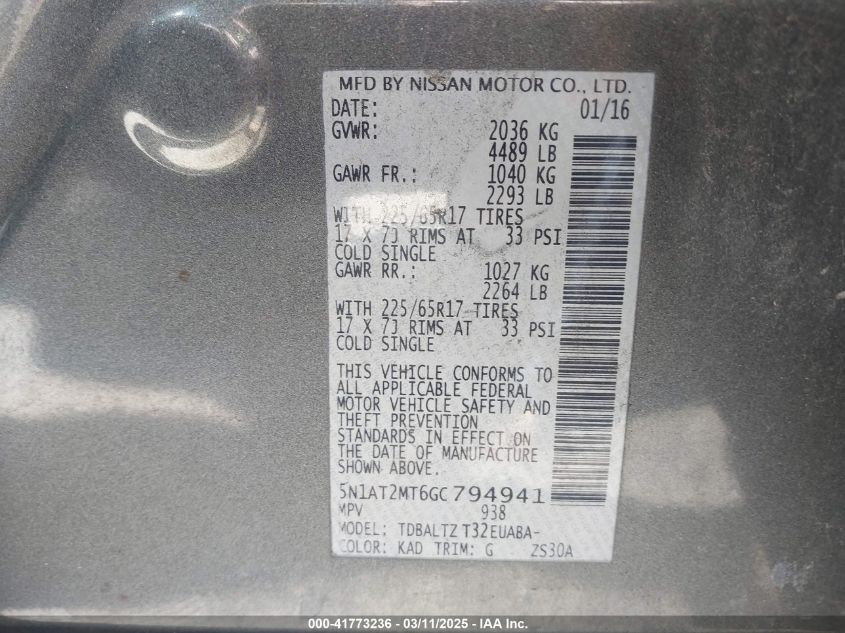 MFD BY NISSAN MOTOR CO., LTD.
DATE: 01/16
GVWR: 2036 KG
4489 LB
GAWR FR.: 1040 KG
2293 LB
WITH 225/65R17 TIRES
17 X 7J RIMS AT 33 PSI
COLD SINGLE
GAWR RR.: 1027 KG
2264 LB
WITH 225/65R17 TIRES
17 X 7J RIMS AT 33 PSI
COLD SINGLE
THIS VEHICLE CONFORMS TO
ALL APPLICABLE FEDERAL
MOTOR VEHICLE SAFETY AND
THEFT PREVENTION
STANDARDS IN EFFECT ON
THE DATE OF MANUFACTURE
SHOWN ABOVE.
5N1AT2MT6GC794941
MPV 938
MODEL: TDBALTZ T32EUABA-
COLOR: KAD TRIM: G ZS30A
000-41773236 - 03/11/2025 - IAA Inc.